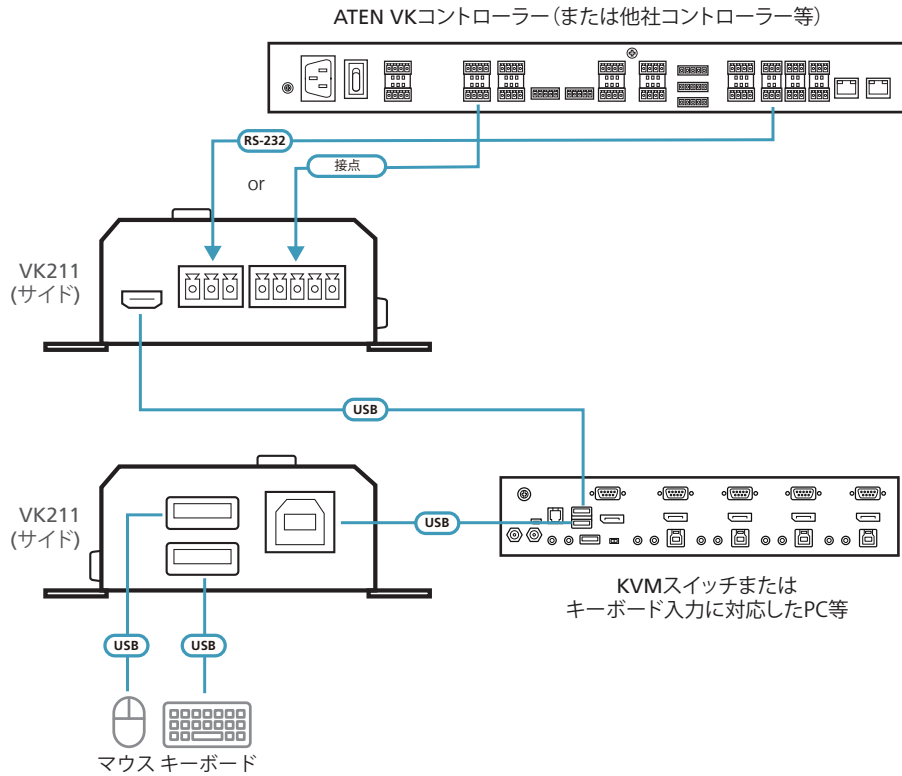 ATEN VKコントローラー（または他社コントローラー等）
RS-232
接点
or
VK211
(サイド)
USB
VK211
(サイド)
USB
KVMスイッチまたは
キーボード入力に対応したPC等
USB
USB
マウス キーボード